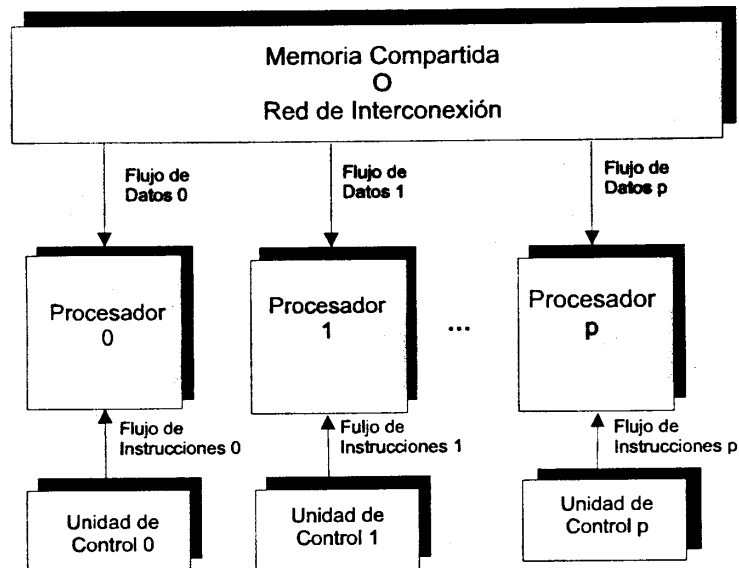 Memoria Compartida
O
Red de Interconexión
Flujo de
Datos 0
Flujo de
Datos 1
Flujo de
Datos p
Procesador
0
Procesador
1
...
Procesador
p
Flujo de
Instrucciones 0
Fuljo de
Instrucciones 1
Flujo de
Instrucciones p
Unidad de
Control 0
Unidad de
Control 1
Unidad de
Control p